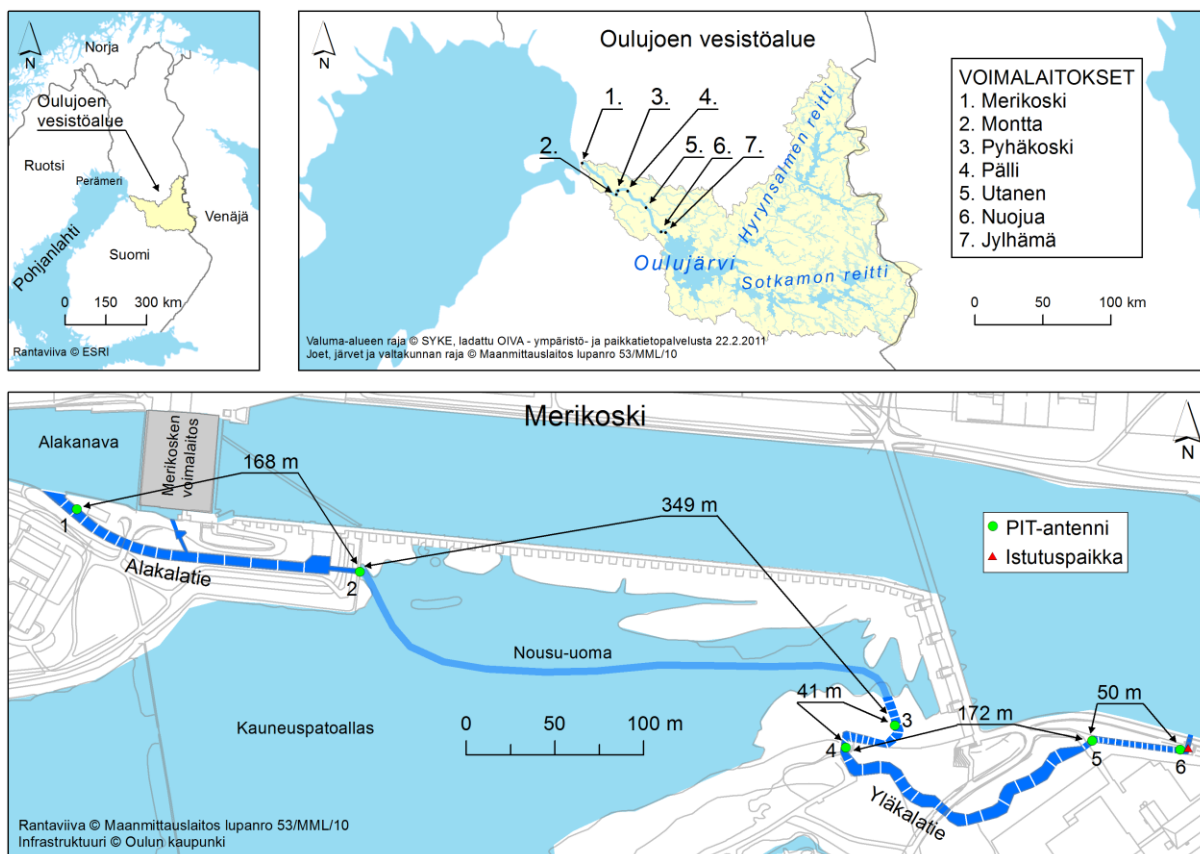 N
Norja
Oulujoen
vesistöalue
Ruotsi
Perämeri
Venäjä
Pohjanlahti
Suomi
0 150 300 km
Rantaviiva © ESRI
N
Oulujoen vesistöalue
1. 3. 4.
2. 5. 6. 7.
Hyrynsalmen reitti
Oulujärvi
Sotkamon reitti
VOIMALAITOKSET
1. Merikoski
2. Montta
3. Pyhäkoski
4. Pälli
5. Utanen
6. Nuojua
7. Jylhämä
0 50 100 km
Valuma-alueen raja © SYKE, ladattu OIVA - ympäristö- ja paikkatietopalvelusta 22.2.2011
Joet, järvet ja valtakunnan raja © Maanmittauslaitos lupanro 53/MML/10
Merikoski
N
Alakanava
Merikosken
voimalaitos
168 m
349 m
1
Alakalatie
2
PIT-antenni
Istutuspaikka
Nousu-uoma
41 m
3
172 m
50 m
Kauneuspatoallas
0 50 100 m
4
5
6
Yläkalatie
Rantaviiva © Maanmittauslaitos lupanro 53/MML/10
Infrastruktuuri © Oulun kaupunki